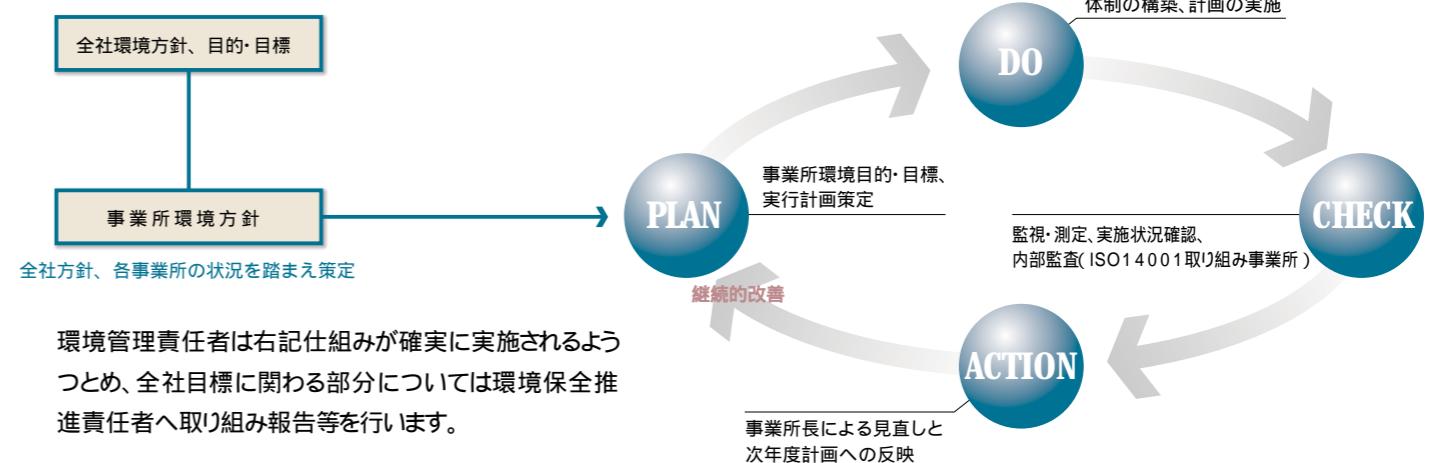 全社環境方針、目的・目標
事業所環境方針
全社方針、各事業所の状況を踏まえ策定
環境管理責任者は右記仕組みが確実に実施されるよう
つとめ、全社目標に関わる部分については環境保全推
進責任者へ取り組み報告等を行います。
PLAN
事業所環境目的・目標、
実行計画策定
DO
体制の構築、計画の実施
CHECK
監視・測定、実施状況確認、
内部監査(ISO14001取り組み事業所)
ACTION
事業所長による見直しと
次年度計画への反映
継続的改善